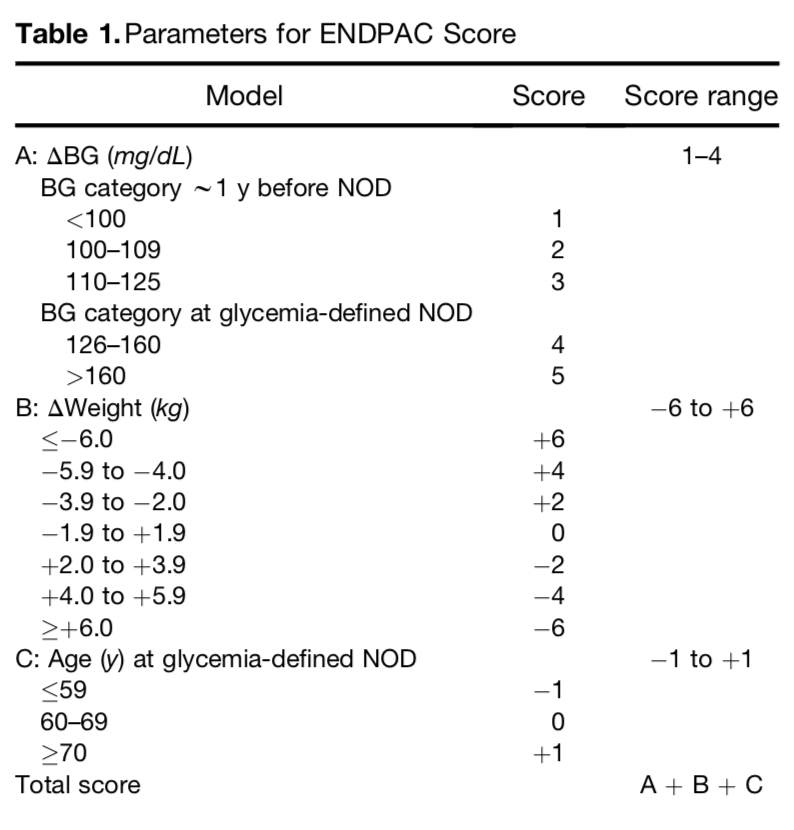 Table 1. Parameters for ENDPAC Score
Model Score Score range
A: ΔBG (mg/dL) 1–4
BG category ~1 y before NOD
<100 1
100–109 2
110–125 3
BG category at glycemia-defined NOD
126–160 4
>160 5
B: ΔWeight (kg) −6 to +6
≤−6.0 +6
−5.9 to −4.0 +4
−3.9 to −2.0 +2
−1.9 to +1.9 0
+2.0 to +3.9 −2
+4.0 to +5.9 −4
≥+6.0 −6
C: Age (y) at glycemia-defined NOD −1 to +1
≤59 −1
60–69 0
≥70 +1
Total score A + B + C